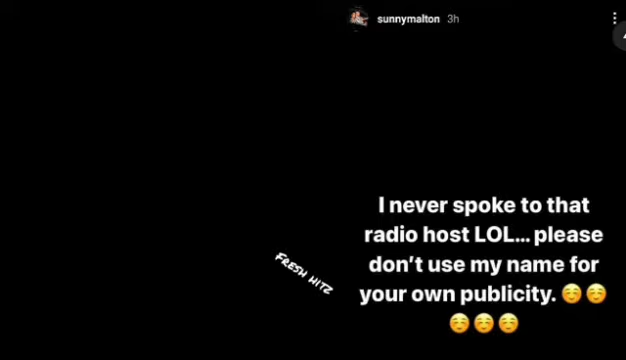 sunnymalton 3h
I never spoke to that
radio host LOL... please
don't use my name for
your own publicity. ☺️☺️
☺️☺️☺️
FRESH HITZ